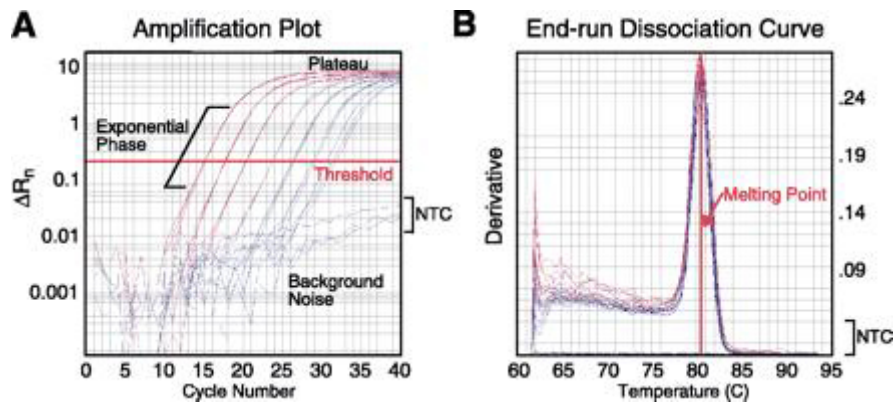 A Amplification Plot
10
1
0.1
0.01
0.001
ΔRn
Plateau
Exponential
Phase
Threshold
NTC
Background
Noise
0 5 10 15 20 25 30 35 40
Cycle Number
B End-run Dissociation Curve
Derivative
.24
.19
.14
.09
Melting Point
NTC
60 65 70 75 80 85 90 95
Temperature (C)